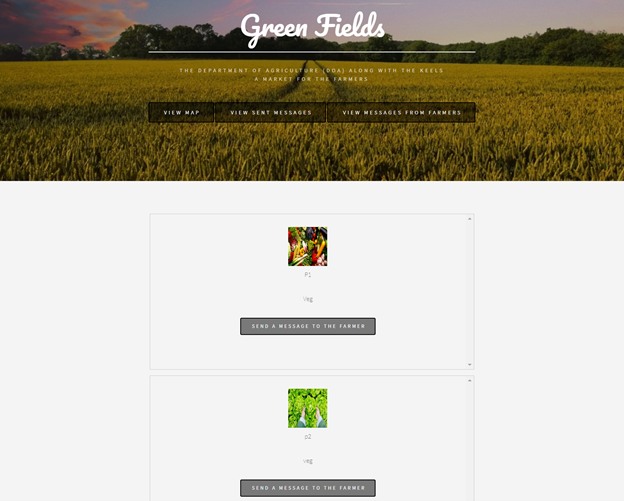 Green Fields
THE DEPARTMENT OF AGRICULTURE (DOA) ALONG WITH THE KEELS
A MARKET FOR THE FARMERS
VIEW MAP
VIEW SENT MESSAGES
VIEW MESSAGES FROM FARMERS
P1
Veg
SEND A MESSAGE TO THE FARMER
p2
veg
SEND A MESSAGE TO THE FARMER